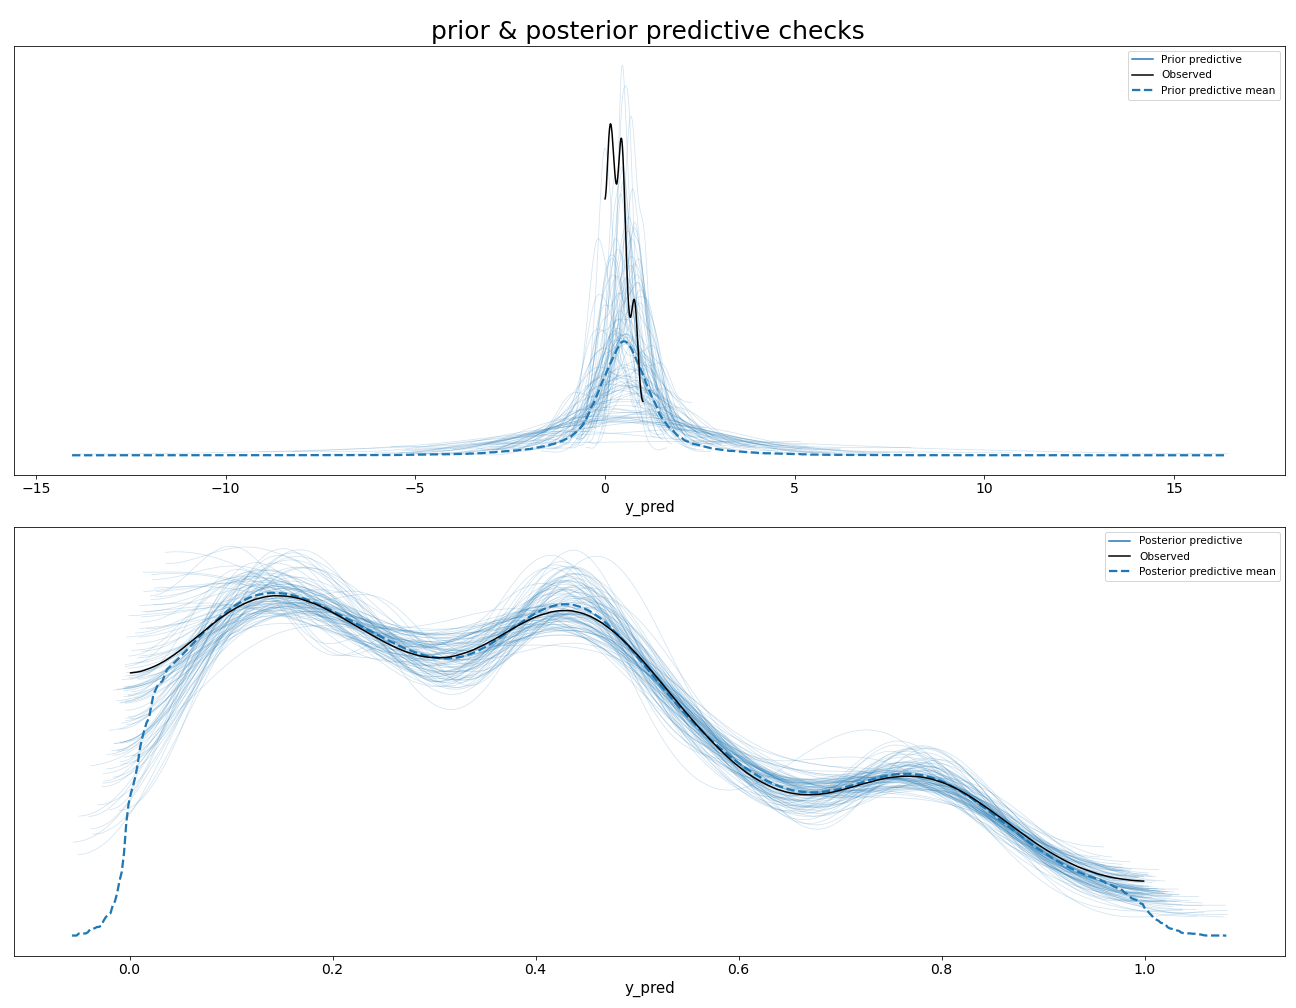 prior & posterior predictive checks
Prior predictive
Observed
Prior predictive mean
−15 −10 −5 0 5 10 15
y_pred
Posterior predictive
Observed
Posterior predictive mean
0.0 0.2 0.4 0.6 0.8 1.0
y_pred